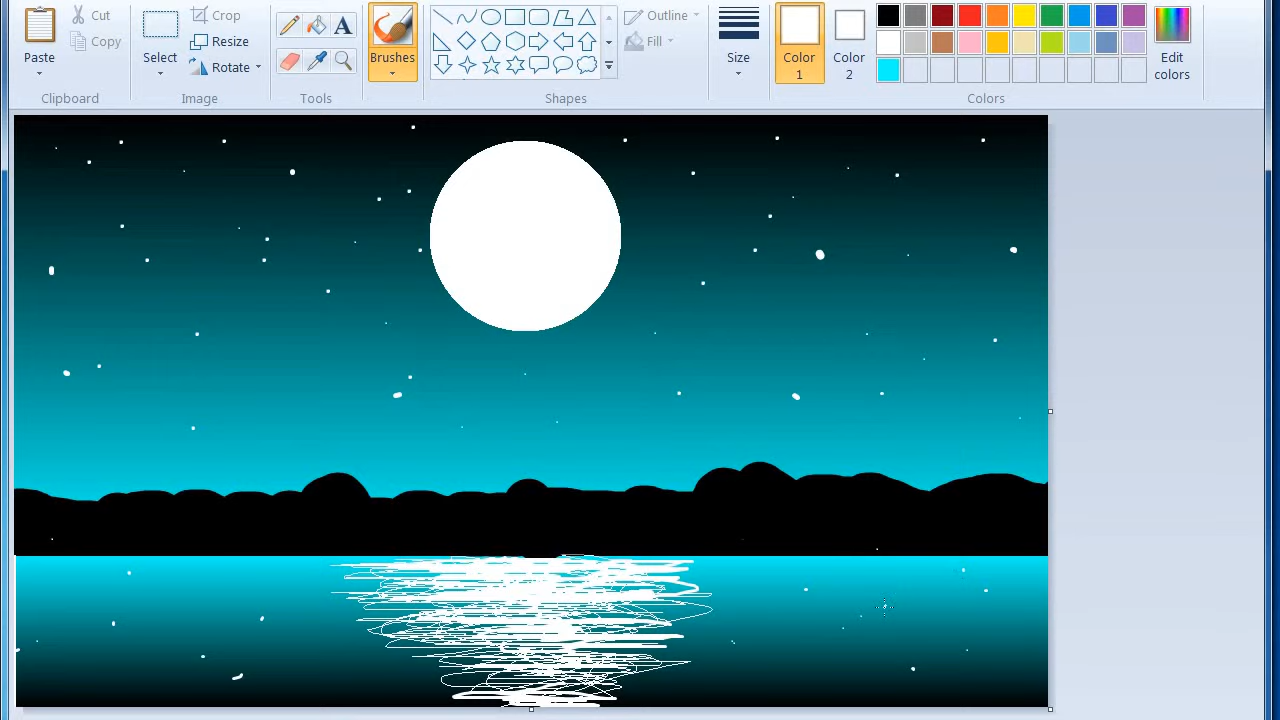 Cut
Crop
Outline
Copy
Resize
Fill
Paste
Select
Rotate
Brushes
Size
Color
1
Color
2
Edit
colors
Clipboard
Image
Tools
Shapes
Colors
A